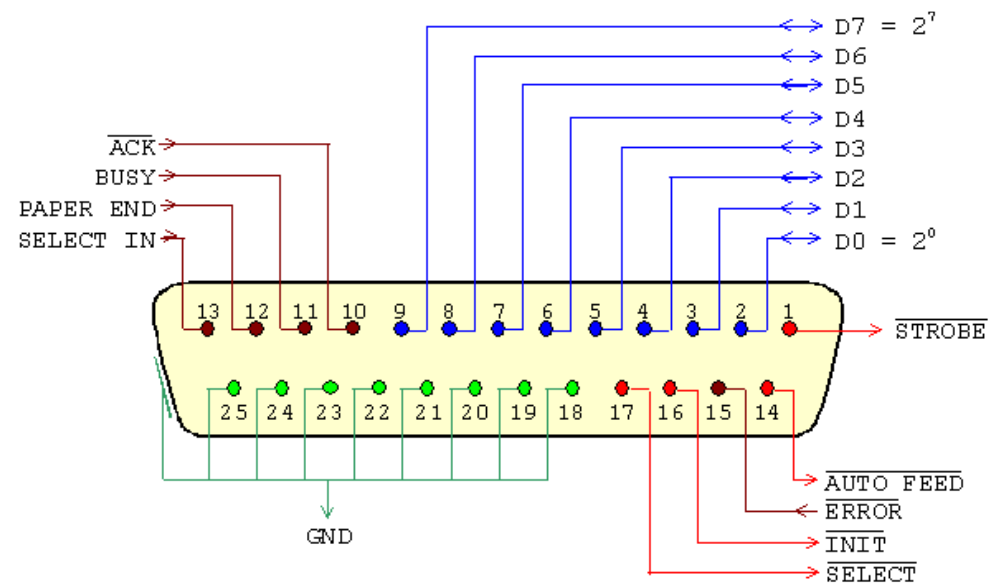 D7 = 2⁷
D6
D5
D4
D3
D2
D1
D0 = 2⁰
ACK
BUSY
PAPER END
SELECT IN
13 12 11 10 9 8 7 6 5 4 3 2 1
STROBE
25 24 23 22 21 20 19 18 17 16 15 14
GND
AUTO FEED
ERROR
INIT
SELECT